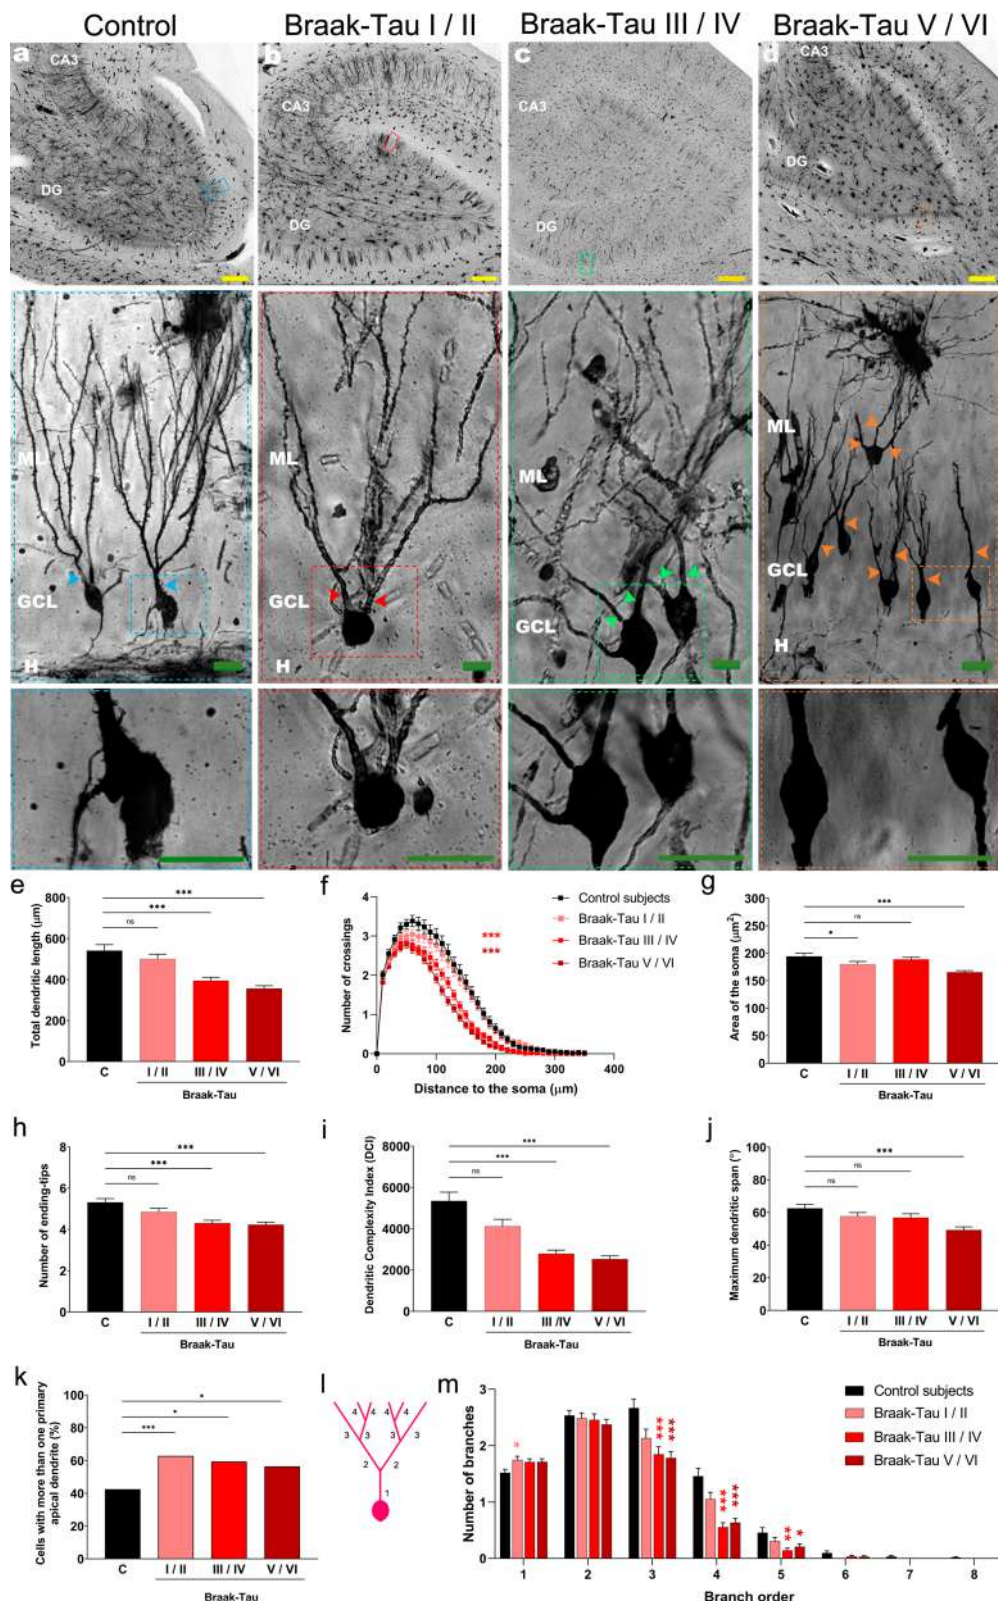 Control Braak-Tau I / II Braak-Tau III / IV Braak-Tau V / VI
a b c d
CA3 CA3 CA3 CA3
DG DG DG DG
ML ML ML ML
GCL GCL GCL GCL
H H H
e
Total dendritic length (μm)
800
600
400
200
0
***
***
ns
C I / II III / IV V / VI
Braak-Tau
f
Number of crossings
4
3
2
1
0
0 100 200 300 400
Distance to the soma (μm)
Control subjects
Braak-Tau I / II
Braak-Tau III / IV
Braak-Tau V / VI
***
***
g
Area of the soma (μm²)
300
250
200
150
100
50
0
***
ns
*
C I / II III / IV V / VI
Braak-Tau
h
Number of ending-tips
8
6
4
2
0
***
***
ns
C I / II III / IV V / VI
Braak-Tau
i
Dendritic Complexity Index (DCI)
8000
6000
4000
2000
0
***
***
ns
C I / II III /IV V / VI
Braak-Tau
j
Maximum dendritic span (°)
100
80
60
40
20
0
***
ns
ns
C I / II III / IV V / VI
Braak-Tau
k
Cells with more than one primary
apical dendrite (%)
100
80
60
40
20
0
*
*
***
C I / II III / IV V / VI
Braak-Tau
l
4 4 4 4
3 3 3 3
2 2
1
m
Number of branches
3
2
1
0
* *** *** *** *** ** *
1 2 3 4 5 6 7 8
Branch order
Control subjects
Braak-Tau I / II
Braak-Tau III / IV
Braak-Tau V / VI